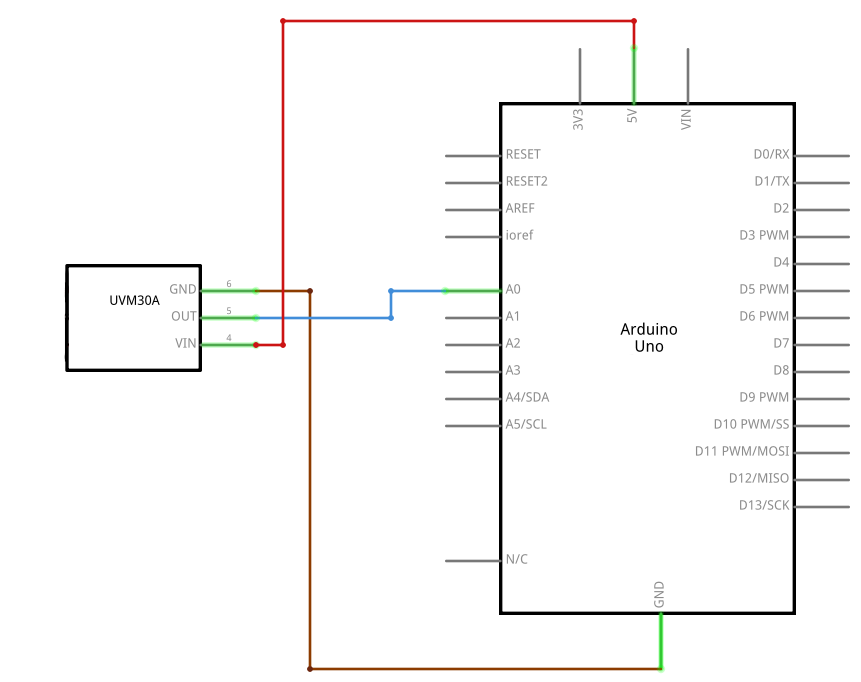 3V3
5V
VIN
RESET
D0/RX
RESET2
D1/TX
AREF
D2
ioref
D3 PWM
D4
GND 6
A0
D5 PWM
UVM30A
OUT 5
A1
D6 PWM
Arduino
Uno
VIN 4
A2
D7
A3
D8
A4/SDA
D9 PWM
A5/SCL
D10 PWM/SS
D11 PWM/MOSI
D12/MISO
D13/SCK
N/C
GND